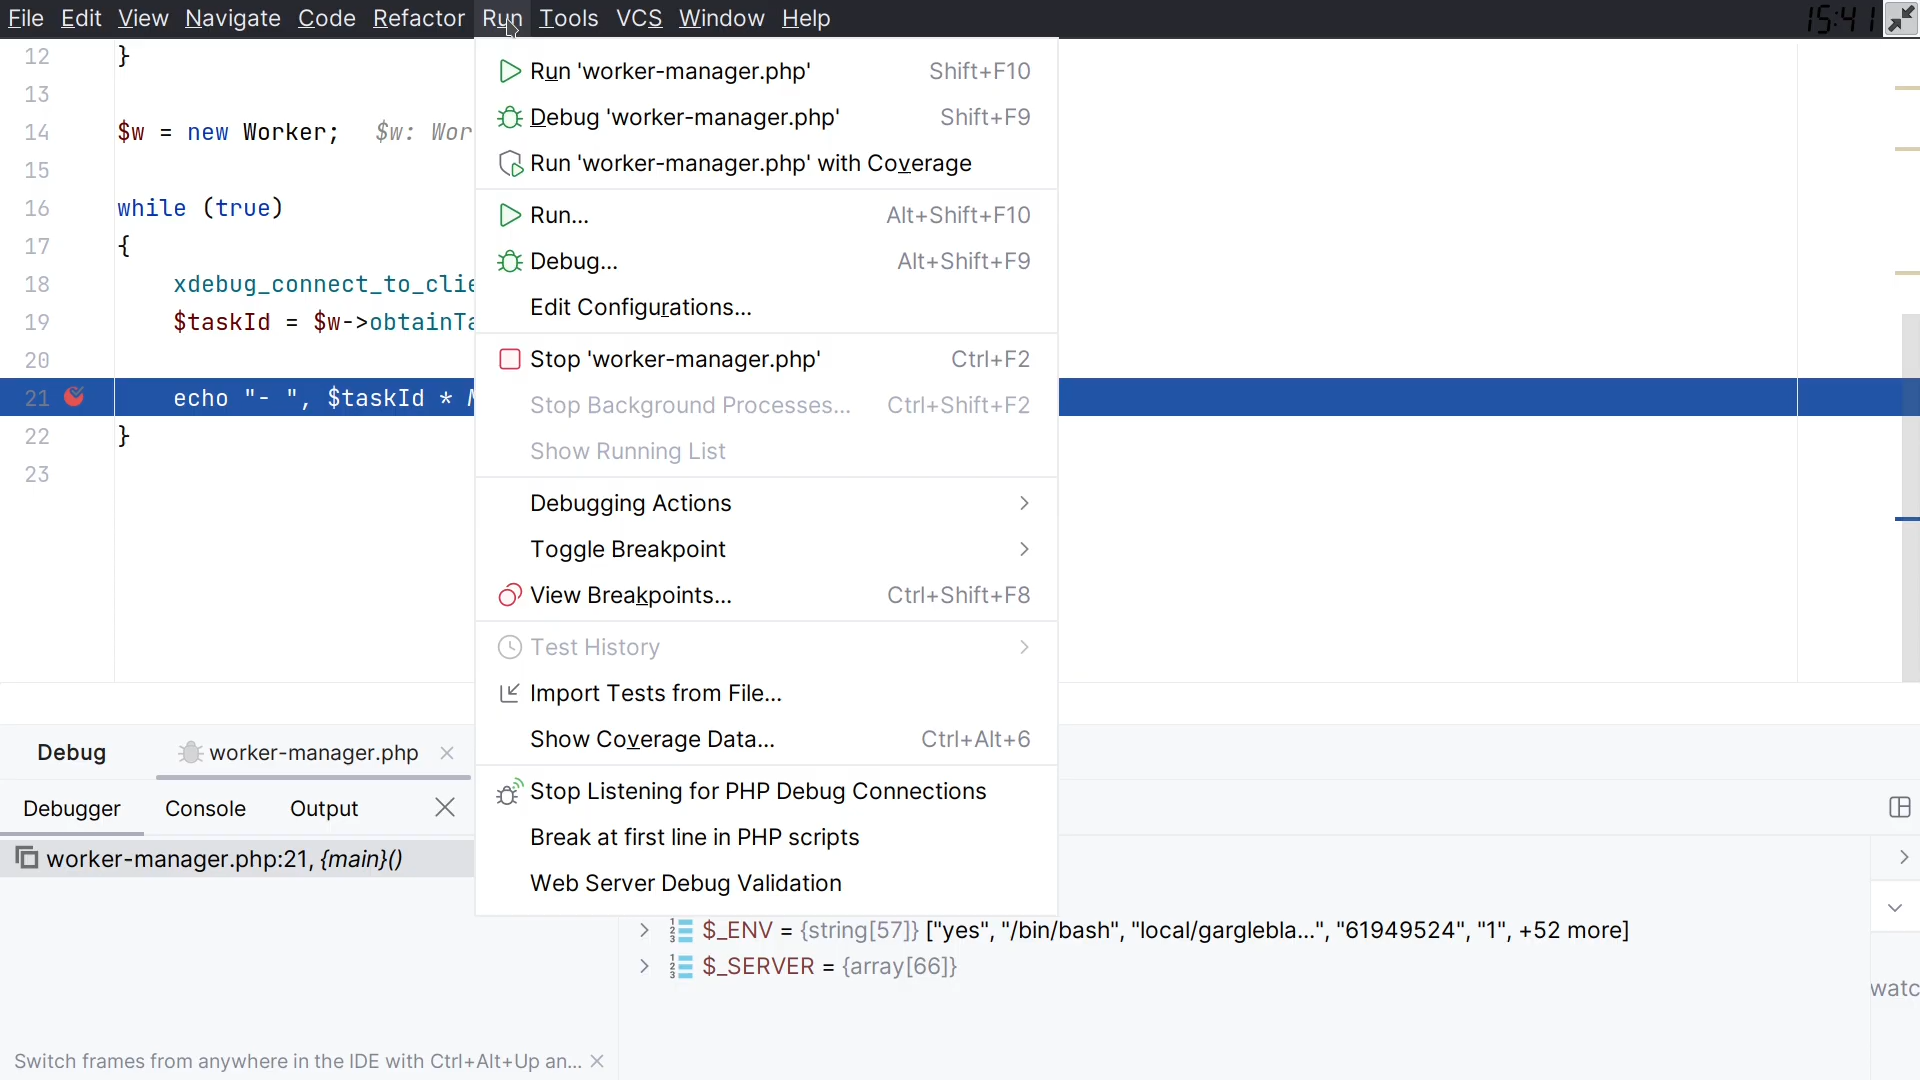 File Edit View Navigate Code Refactor Run Tools VCS Window Help 15:41
12 }
13
14 $w = new Worker; $w: Wor
15
16 while (true)
17 {
18 xdebug_connect_to_clie
19 $taskId = $w->obtainTa
20
21 echo "- ", $taskId *
22 }
23
Run 'worker-manager.php' Shift+F10
Debug 'worker-manager.php' Shift+F9
Run 'worker-manager.php' with Coverage
Run... Alt+Shift+F10
Debug... Alt+Shift+F9
Edit Configurations...
Stop 'worker-manager.php' Ctrl+F2
Stop Background Processes... Ctrl+Shift+F2
Show Running List
Debugging Actions
Toggle Breakpoint
View Breakpoints... Ctrl+Shift+F8
Test History
Import Tests from File...
Show Coverage Data... Ctrl+Alt+6
Stop Listening for PHP Debug Connections
Break at first line in PHP scripts
Web Server Debug Validation
Debug worker-manager.php
Debugger Console Output
worker-manager.php:21, {main}()
$_ENV = {string[57]} ["yes", "/bin/bash", "local/garglebla...", "61949524", "1", +52 more]
$_SERVER = {array[66]}
watc
Switch frames from anywhere in the IDE with Ctrl+Alt+Up an...